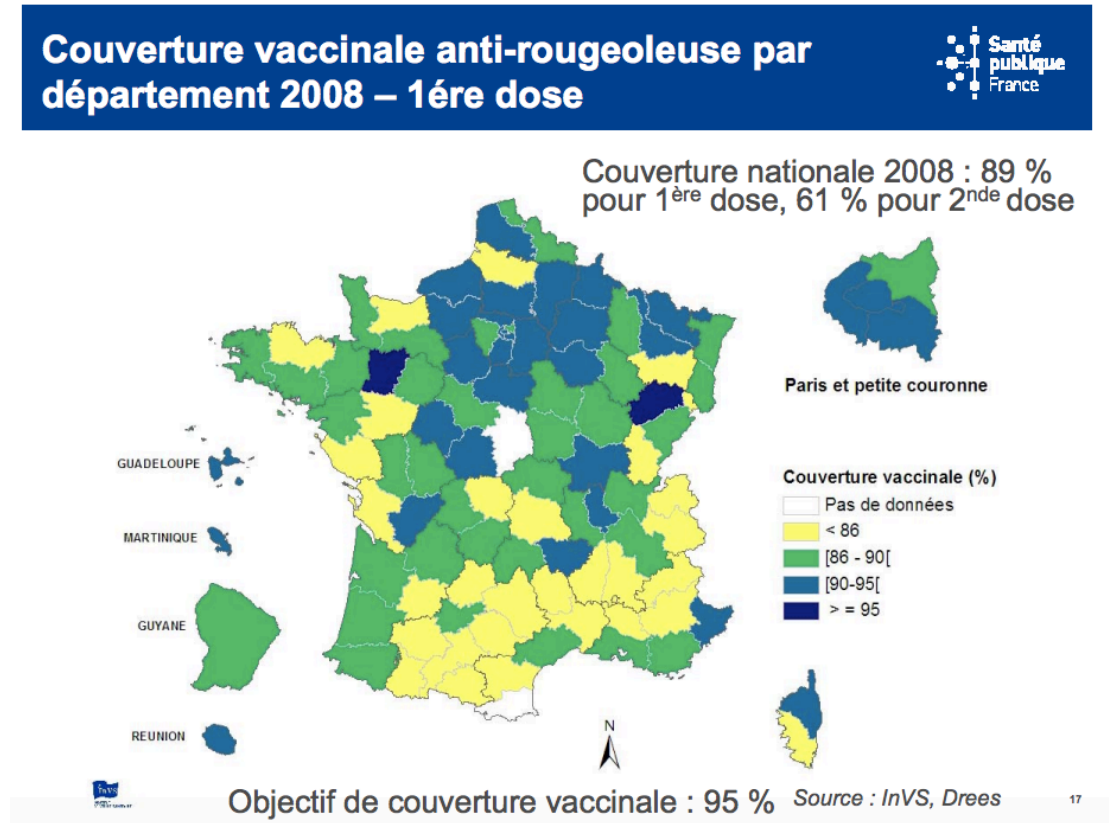 Couverture vaccinale anti-rougeoleuse par
département 2008 – 1ére dose
Santé
publique
France
Couverture nationale 2008 : 89 %
pour 1ère dose, 61 % pour 2nde dose
Paris et petite couronne
GUADELOUPE
MARTINIQUE
GUYANE
REUNION
Couverture vaccinale (%)
Pas de données
< 86
[86 - 90[
[90-95[
> = 95
N
InVS
Objectif de couverture vaccinale : 95 %
Source : InVS, Drees
17